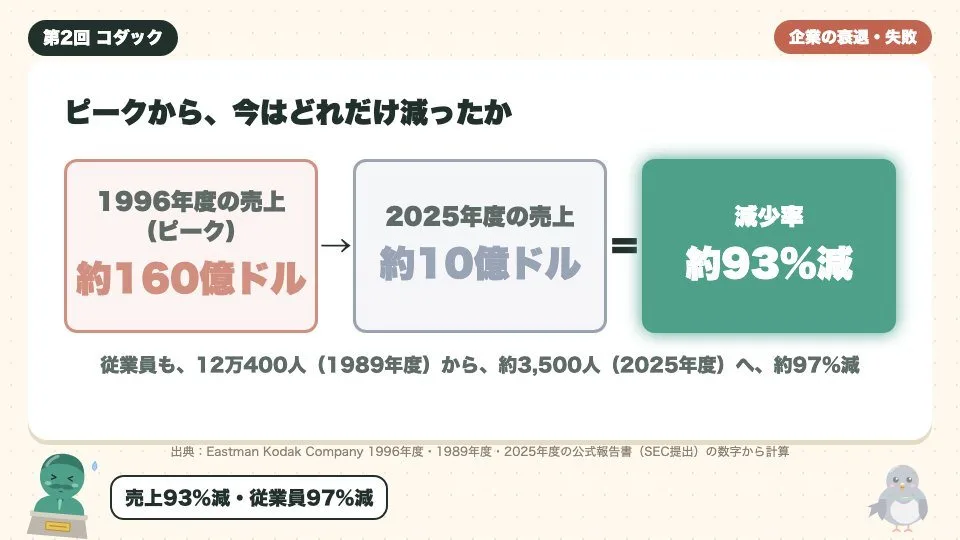 第2回 コダック
企業の衰退・失敗
ピークから、今はどれだけ減ったか
1996年度の売上
（ピーク）
約160億ドル
→
2025年度の売上
約10億ドル
=
減少率
約93%減
従業員も、12万400人（1989年度）から、約3,500人（2025年度）へ、約97%減
出典：Eastman Kodak Company 1996年度・1989年度・2025年度の公式報告書（SEC提出）の数字から計算
売上93%減・従業員97%減